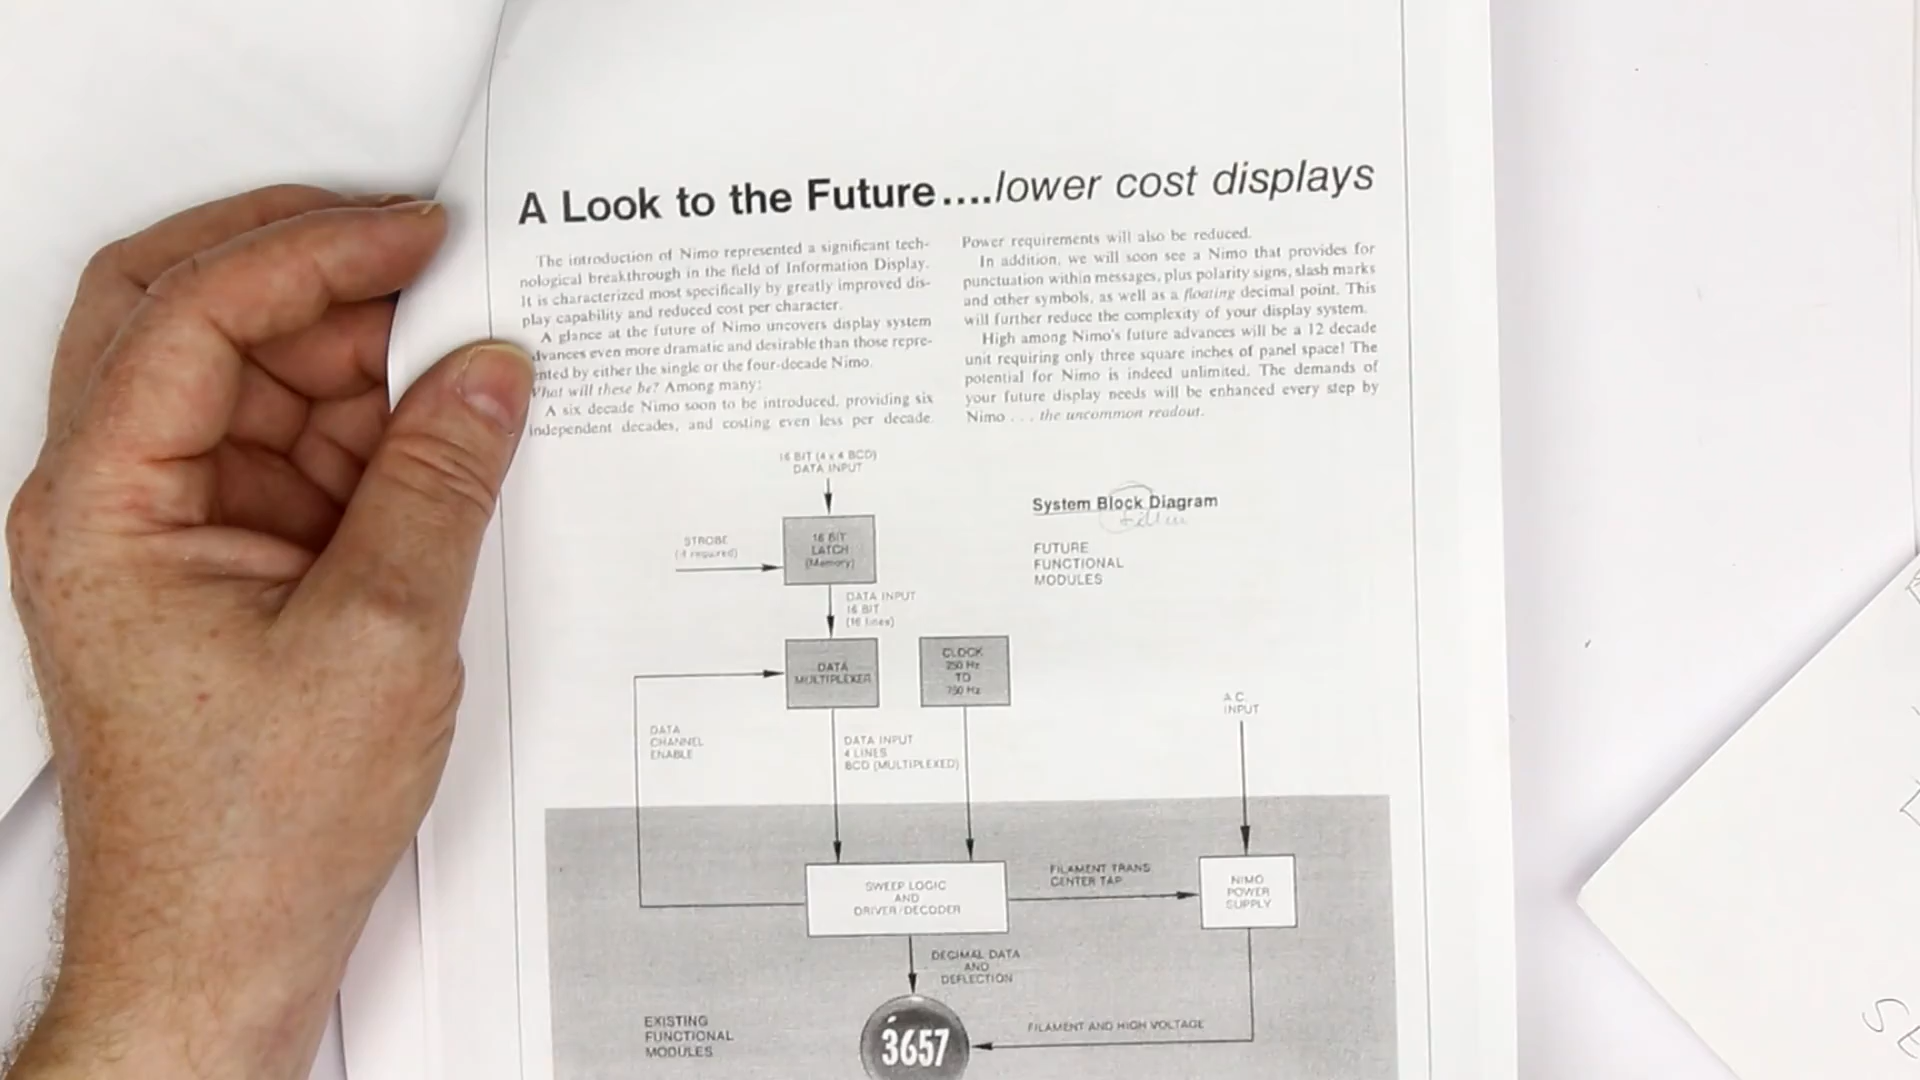 A Look to the Future....lower cost displays
The introduction of Nimo represented a significant tech-
nological breakthrough in the field of Information Display.
It is characterized most specifically by greatly improved dis-
play capability and reduced cost per character.
A glance at the future of Nimo uncovers display system
dvances even more dramatic and desirable than those repre-
ented by either the single or the four-decade Nimo.
What will these be? Among many:
A six decade Nimo soon to be introduced, providing six
independent decades, and costing even less per decade.
Power requirements will also be reduced.
In addition, we will soon see a Nimo that provides for
punctuation within messages, plus polarity signs, slash marks
and other symbols, as well as a floating decimal point. This
will further reduce the complexity of your display system.
High among Nimo's future advances will be a 12 decade
unit requiring only three square inches of panel space! The
potential for Nimo is indeed unlimited. The demands of
your future display needs will be enhanced every step by
Nimo . . . the uncommon readout.
16 BIT (4 x 4 BCD)
DATA INPUT
System Block Diagram
STROBE
(4 required)
16 BIT
LATCH
(Memory)
FUTURE
FUNCTIONAL
MODULES
DATA INPUT
16 BIT
(16 lines)
DATA
MULTIPLEXER
CLOCK
250 Hz
TO
750 Hz
A.C.
INPUT
DATA
CHANNEL
ENABLE
DATA INPUT
4 LINES
BCD (MULTIPLEXED)
SWEEP LOGIC
AND
DRIVER/DECODER
FILAMENT TRANS
CENTER TAP
NIMO
POWER
SUPPLY
DECIMAL DATA
AND
DEFLECTION
EXISTING
FUNCTIONAL
MODULES
3657
FILAMENT AND HIGH VOLTAGE